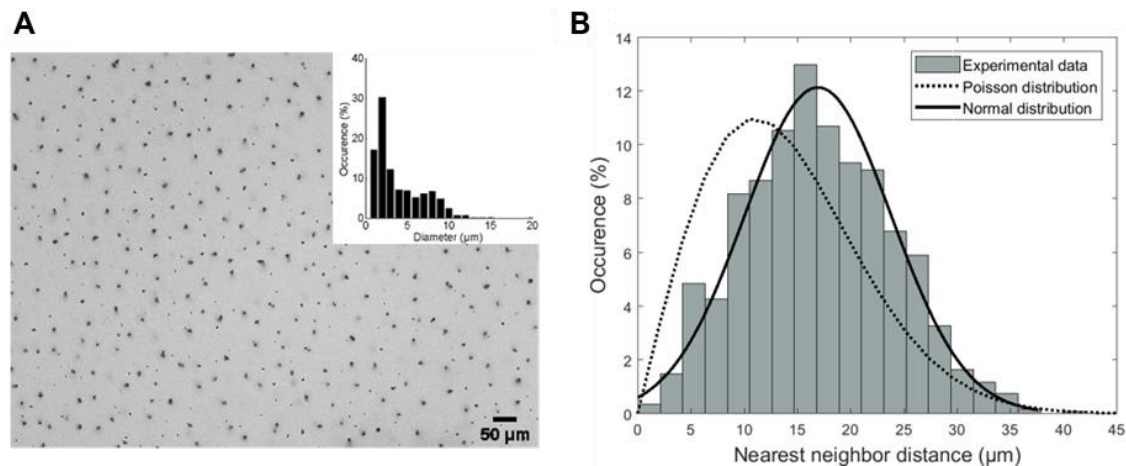 A
B
40
30
20
10
0
Occurence (%)
0 5 10 15 20
Diameter (µm)
50 µm
14
12
10
8
6
4
2
0
Occurence (%)
Experimental data
Poisson distribution
Normal distribution
0 5 10 15 20 25 30 35 40 45
Nearest neighbor distance (µm)